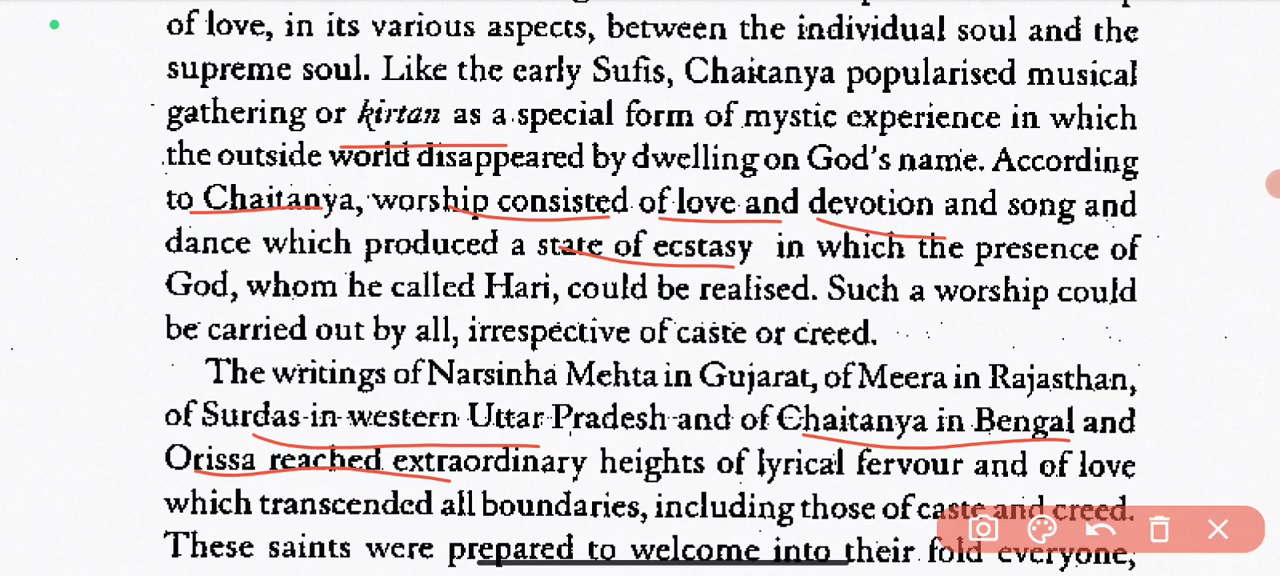 of love, in its various aspects, between the individual soul and the
supreme soul. Like the early Sufis, Chaitanya popularised musical
gathering or kirtan as a special form of mystic experience in which
the outside world disappeared by dwelling on God's name. According
to Chaitanya, worship consisted of love and devotion and song and
dance which produced a state of ecstasy in which the presence of
God, whom he called Hari, could be realised. Such a worship could
be carried out by all, irrespective of caste or creed.
The writings of Narsinha Mehta in Gujarat, of Meera in Rajasthan,
of Surdas in western Uttar Pradesh and of Chaitanya in Bengal and
Orissa reached extraordinary heights of lyrical fervour and of love
which transcended all boundaries, including those of caste and creed.
These saints were prepared to welcome into their fold everyone,